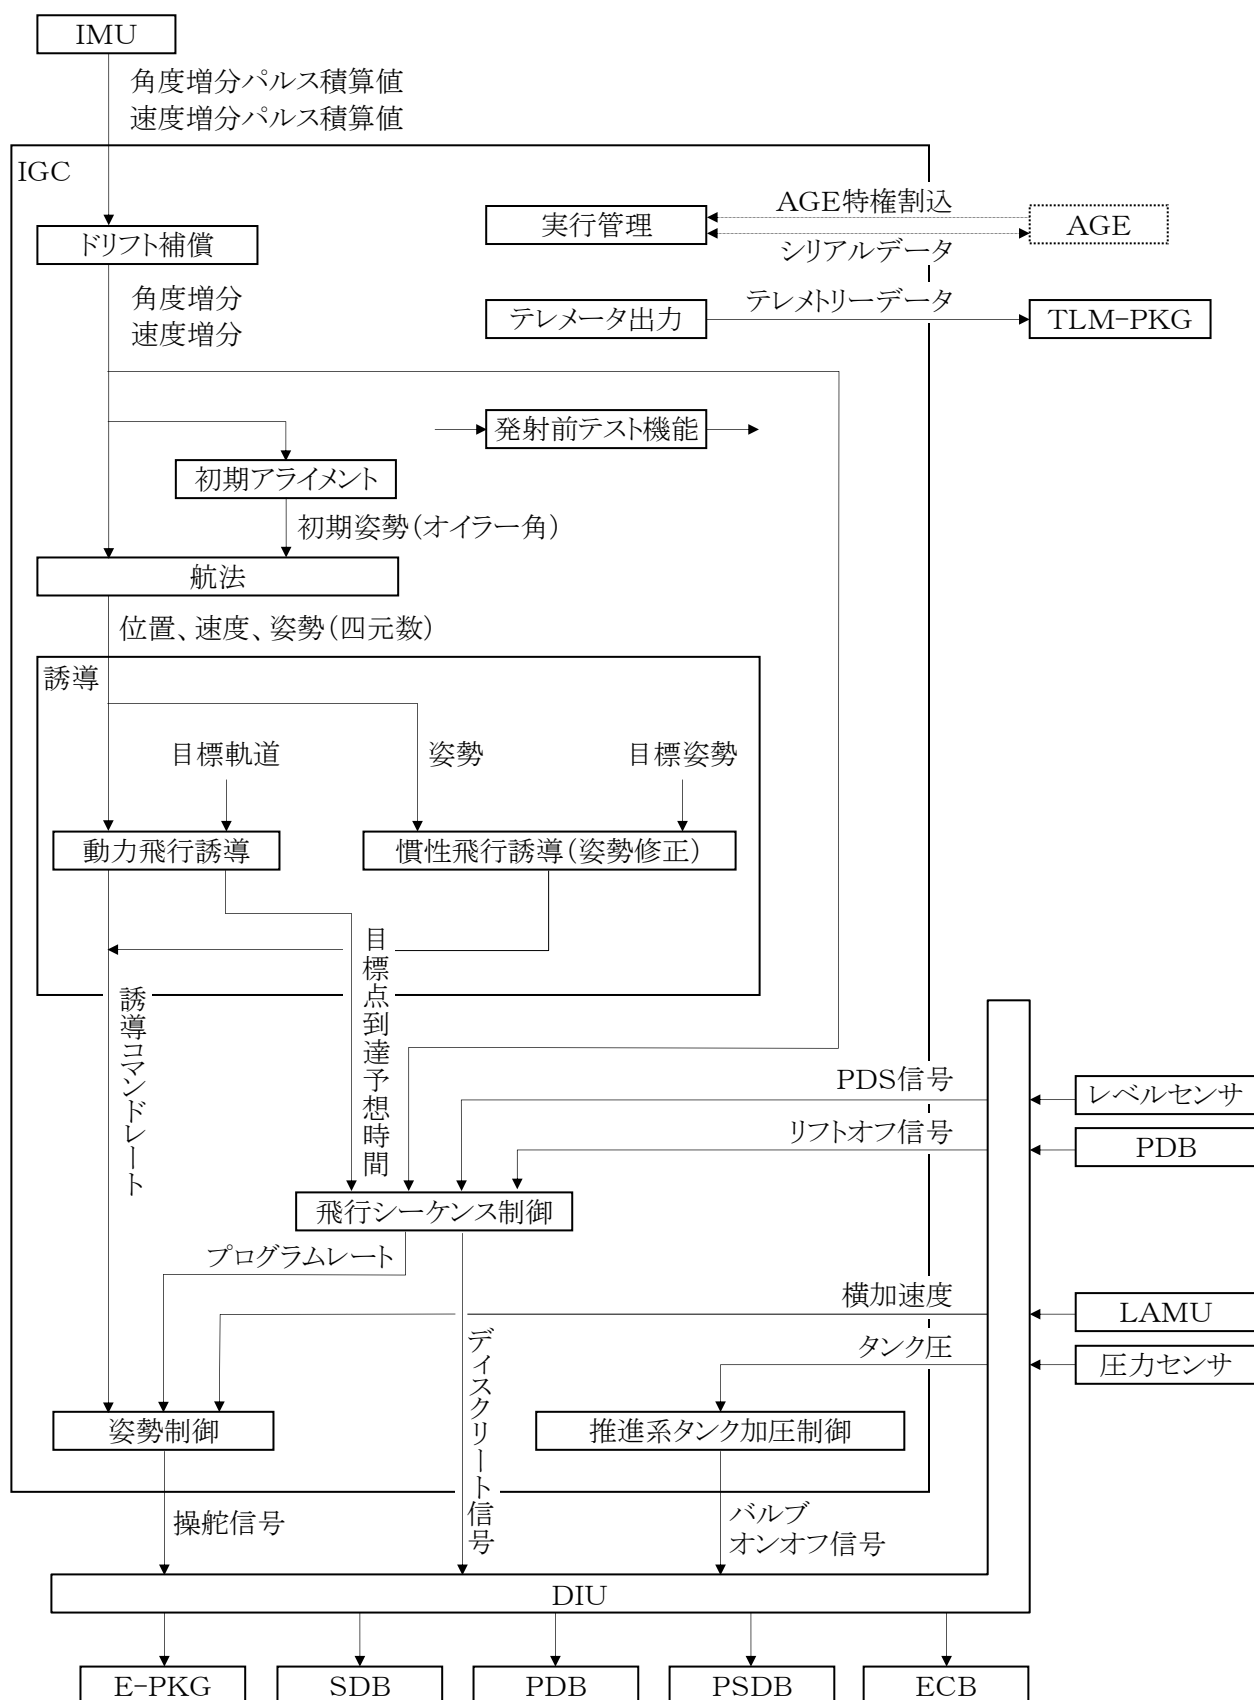 IMU
角度増分パルス積算値
速度増分パルス積算値
IGC
AGE特権割込
実行管理
AGE
シリアルデータ
ドリフト補償
角度増分
速度増分
テレメトリーデータ
テレメータ出力
TLM-PKG
発射前テスト機能
初期アライメント
初期姿勢(オイラー角)
航法
位置、速度、姿勢(四元数)
誘導
目標軌道
姿勢
目標姿勢
動力飛行誘導
慣性飛行誘導(姿勢修正)
目標点到達予想時間
誘導コマンドレート
PDS信号
レベルセンサ
リフトオフ信号
PDB
飛行シーケンス制御
プログラムレート
横加速度
LAMU
タンク圧
圧力センサ
ディスクリート信号
姿勢制御
推進系タンク加圧制御
操舵信号
バルブ
オンオフ信号
DIU
E-PKG
SDB
PDB
PSDB
ECB